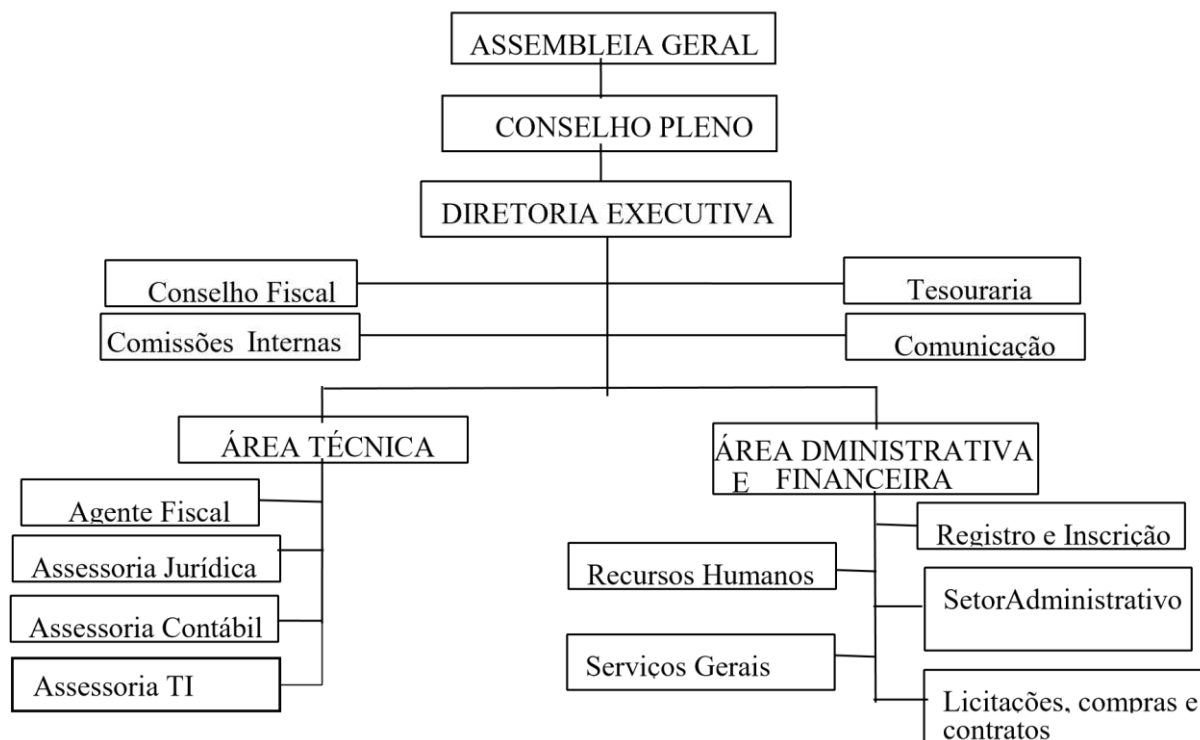 ASSEMBLEIA GERAL
CONSELHO PLENO
DIRETORIA EXECUTIVA
Conselho Fiscal
Tesouraria
Comissões Internas
Comunicação
ÁREA TÉCNICA
ÁREA DMINISTRATIVA
E FINANCEIRA
Agente Fiscal
Assessoria Jurídica
Assessoria Contábil
Assessoria TI
Registro e Inscrição
Recursos Humanos
SetorAdministrativo
Serviços Gerais
Licitações, compras e
contratos